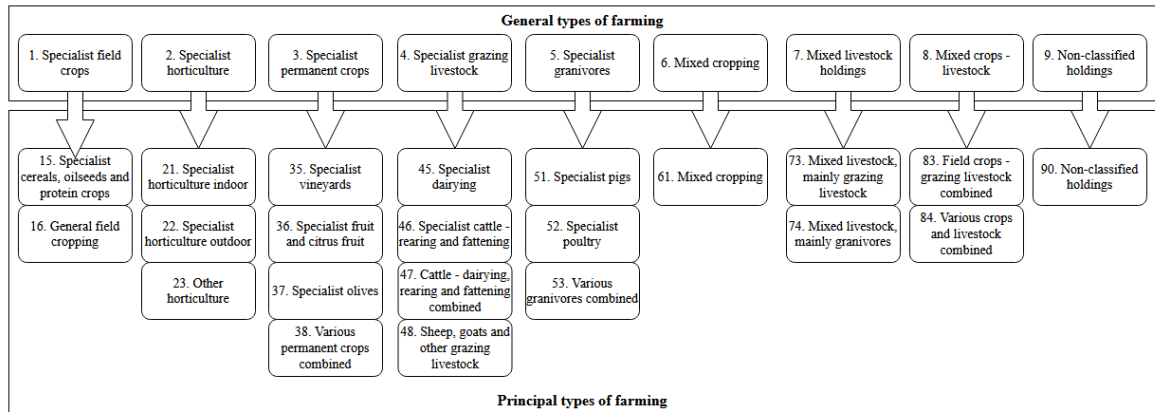 General types of farming
1. Specialist field
crops
2. Specialist
horticulture
3. Specialist
permanent crops
4. Specialist grazing
livestock
5. Specialist
granivores
6. Mixed cropping
7. Mixed livestock
holdings
8. Mixed crops -
livestock
9. Non-classified
holdings
15. Specialist
cereals, oilseeds and
protein crops
16. General field
cropping
21. Specialist
horticulture indoor
22. Specialist
horticulture outdoor
23. Other
horticulture
35. Specialist
vineyards
36. Specialist fruit
and citrus fruit
37. Specialist olives
38. Various
permanent crops
combined
45. Specialist
dairying
46. Specialist cattle -
rearing and fattening
47. Cattle - dairying,
rearing and fattening
combined
48. Sheep, goats and
other grazing
livestock
51. Specialist pigs
52. Specialist
poultry
53. Various
granivores combined
61. Mixed cropping
73. Mixed livestock,
mainly grazing
livestock
74. Mixed livestock,
mainly granivores
83. Field crops -
grazing livestock
combined
84. Various crops
and livestock
combined
90. Non-classified
holdings
Principal types of farming